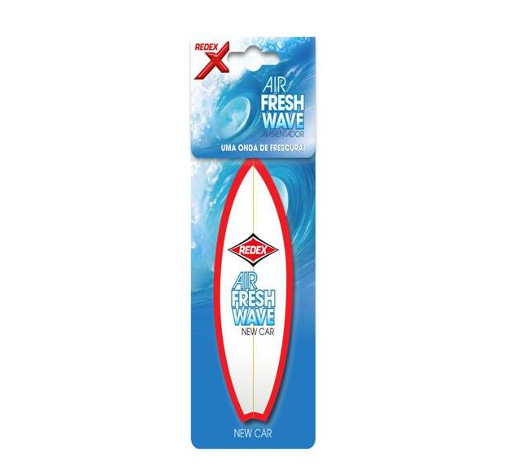 REDEX
X
AIR
FRESH
WAVE
AMBIENTADOR
UMA ONDA DE FRESCURA!
REDEX
AIR
FRESH
WAVE
NEW CAR
NEW CAR